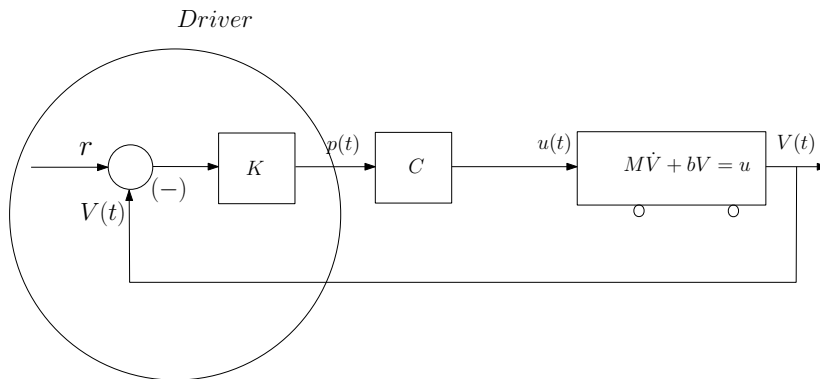 Driver
r
(−)
V(t)
K
p(t)
C
u(t)
MV̇ + bV = u
V(t)